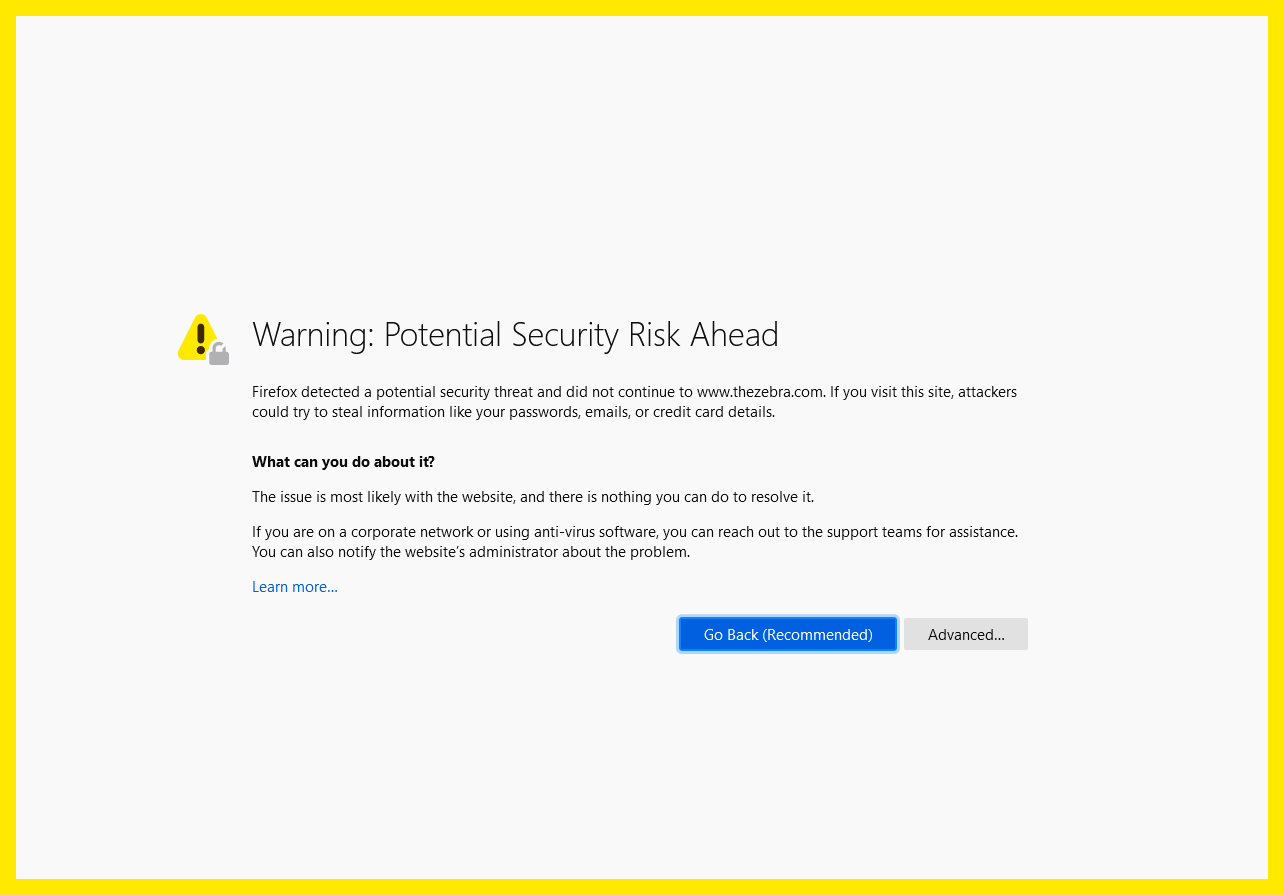 Warning: Potential Security Risk Ahead
Firefox detected a potential security threat and did not continue to www.thezebra.com. If you visit this site, attackers
could try to steal information like your passwords, emails, or credit card details.
What can you do about it?
The issue is most likely with the website, and there is nothing you can do to resolve it.
If you are on a corporate network or using anti-virus software, you can reach out to the support teams for assistance.
You can also notify the website’s administrator about the problem.
Learn more…
Go Back (Recommended)
Advanced…